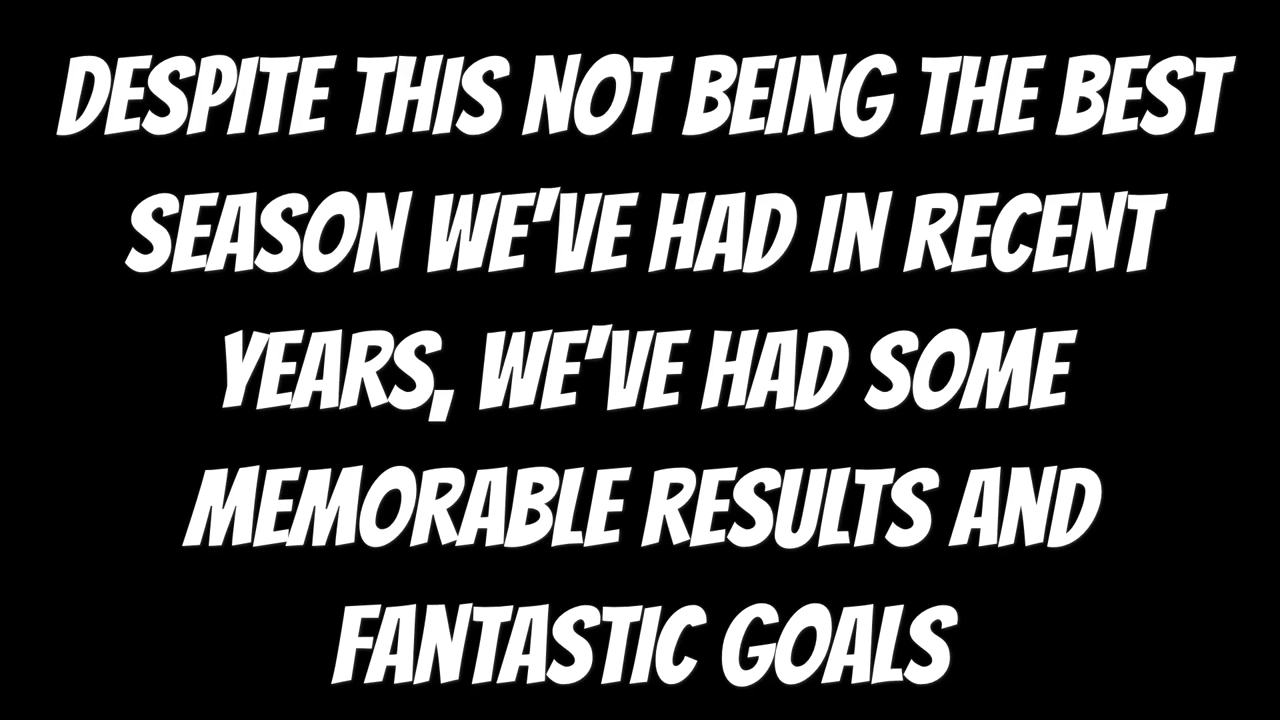 DESPITE THIS NOT BEING THE BEST
SEASON WE'VE HAD IN RECENT
YEARS, WE'VE HAD SOME
MEMORABLE RESULTS AND
FANTASTIC GOALS